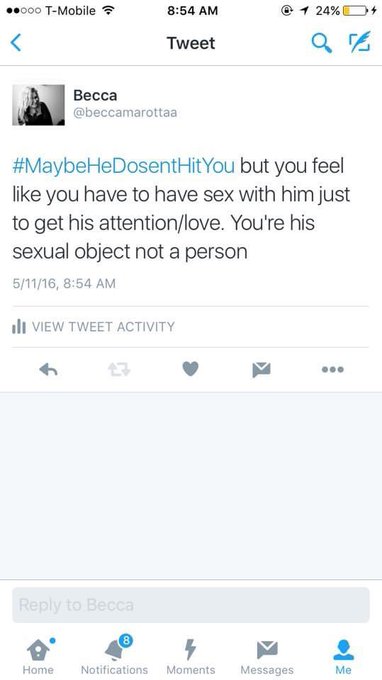 T-Mobile 8:54 AM 24%
Tweet
Becca
@beccamarottaa
#MaybeHeDosentHitYou but you feel
like you have to have sex with him just
to get his attention/love. You're his
sexual object not a person
5/11/16, 8:54 AM
VIEW TWEET ACTIVITY
Reply to Becca
8
Home Notifications Moments Messages Me